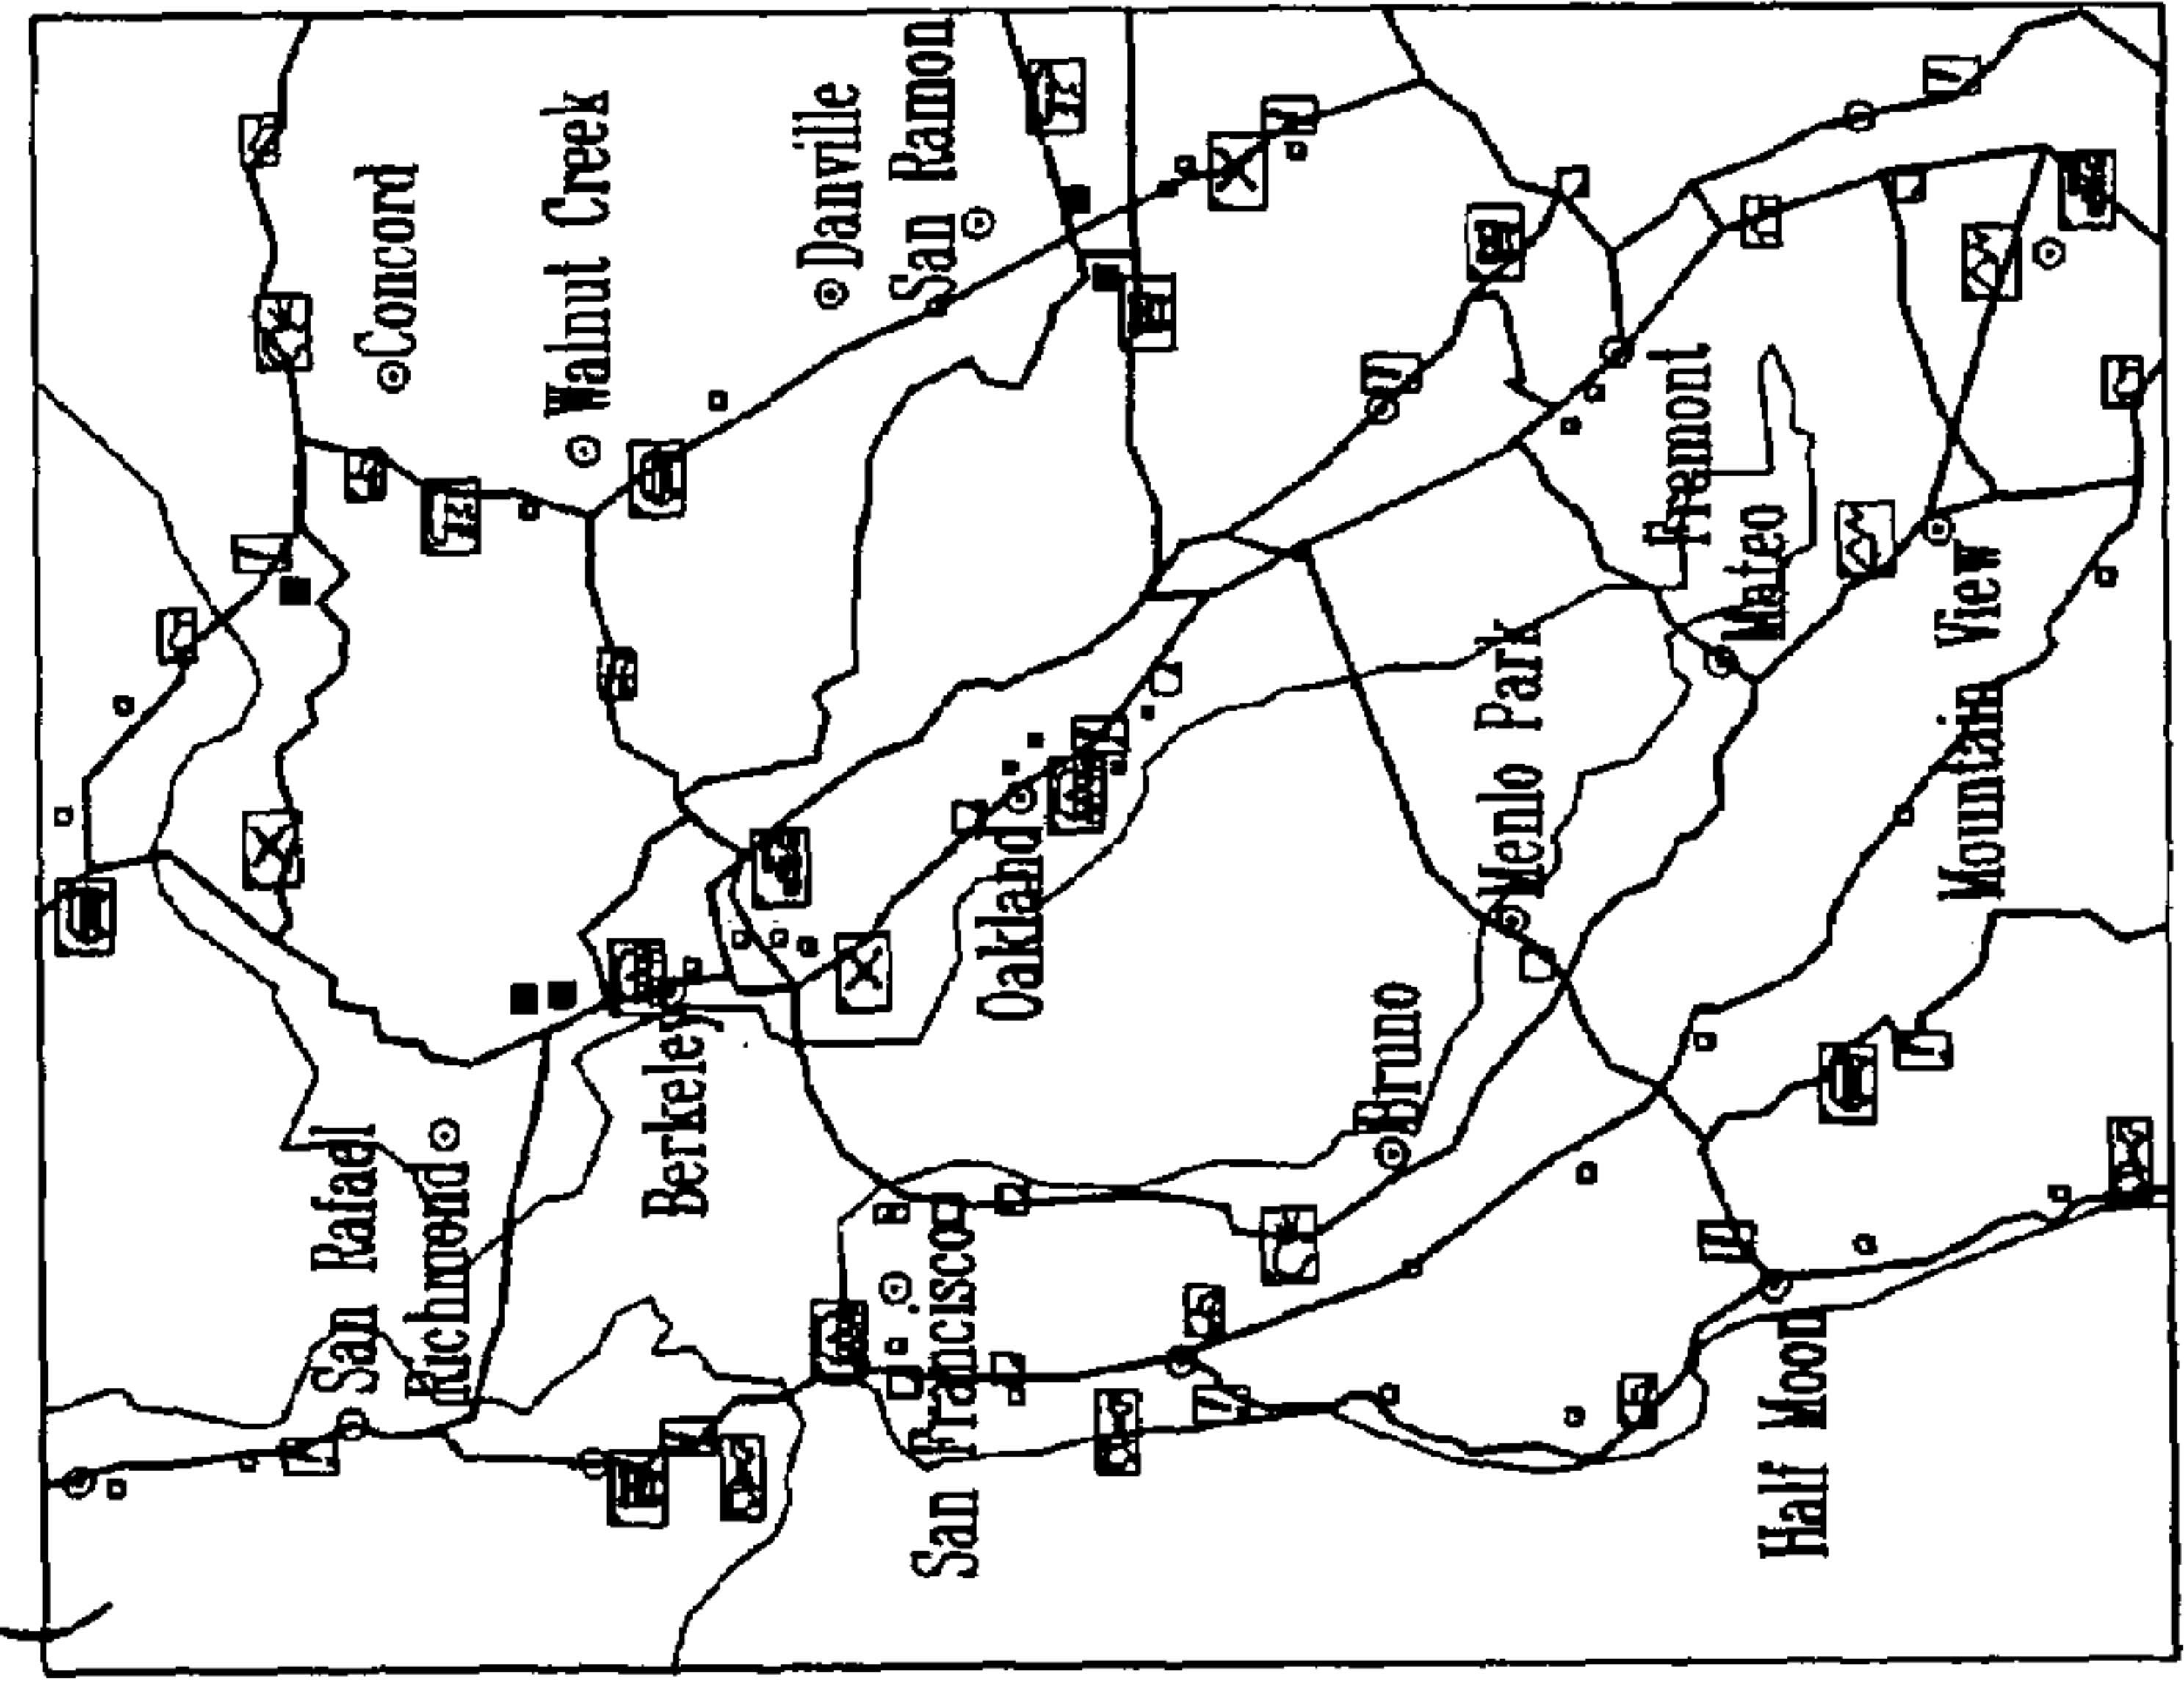 Concord
Walnut Creek
Danville
San Ramon
San Rafael
Richmond
Berkeley
Oakland
San Francisco
Bruno
Menlo Park
Fremont
Mateo
Mountain View
Half Moon